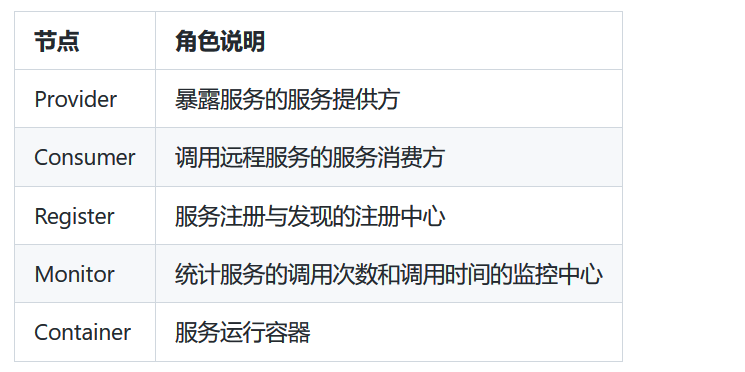 节点 角色说明
Provider 暴露服务的服务提供方
Consumer 调用远程服务的服务消费方
Register 服务注册与发现的注册中心
Monitor 统计服务的调用次数和调用时间的监控中心
Container 服务运行容器